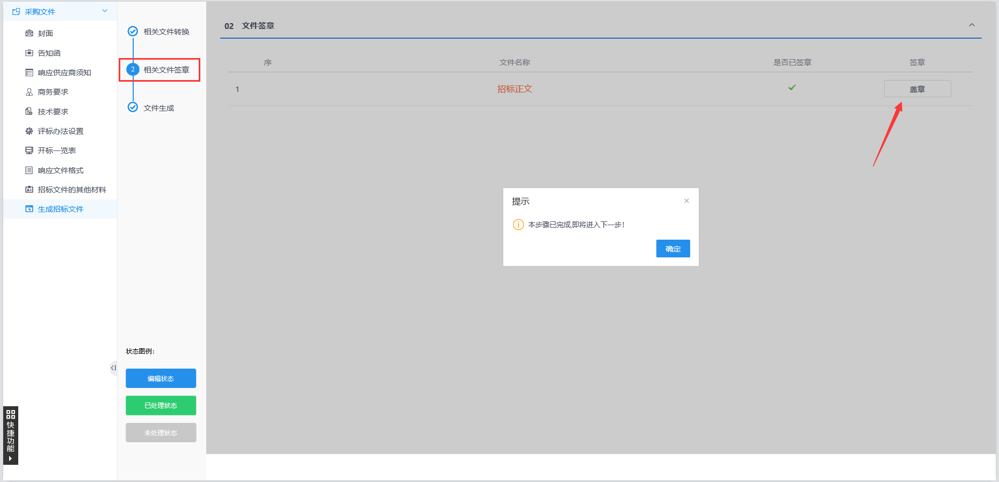 采购文件
封面
告知函
响应供应商须知
商务要求
技术要求
评标办法设置
开标一览表
响应文件格式
招标文件的其他材料
生成招标文件
快捷功能
相关文件转换
2 相关文件签章
文件生成
状态图例：
编辑状态
已处理状态
未处理状态
02 文件签章
序 文件名称 是否已签章 签章
1 招标正文 盖章
提示
本步骤已完成,即将进入下一步！
确定